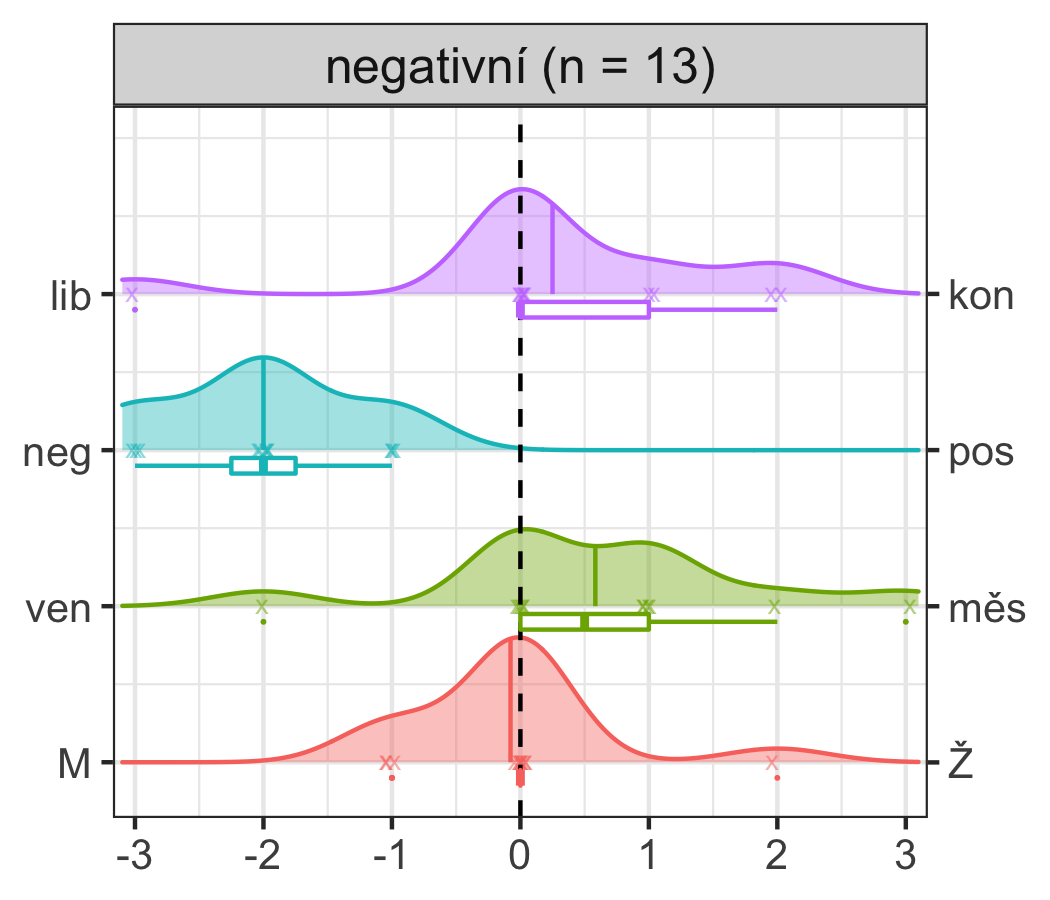 negativní (n = 13)
lib kon
neg pos
ven měs
M Ž
-3 -2 -1 0 1 2 3